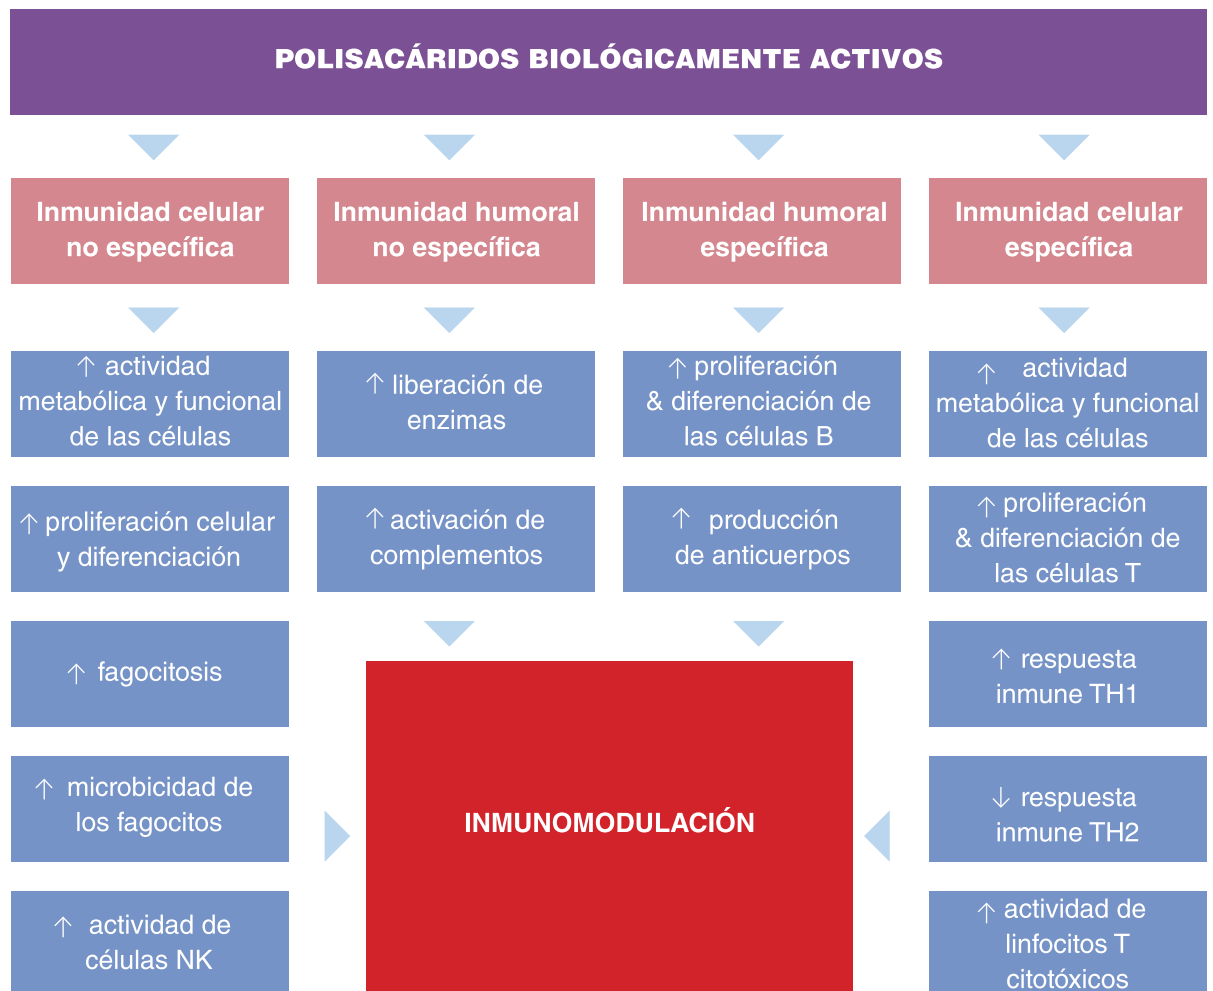 POLISACÁRIDOS BIOLÓGICAMENTE ACTIVOS
Inmunidad celular
no específica
Inmunidad humoral
no específica
Inmunidad humoral
específica
Inmunidad celular
específica
↑ actividad
metabólica y funcional
de las células
↑ liberación de
enzimas
↑ proliferación
& diferenciación de
las células B
↑ actividad
metabólica y funcional
de las células
↑ proliferación celular
y diferenciación
↑ activación de
complementos
↑ producción
de anticuerpos
↑ proliferación
& diferenciación de
las células T
↑ fagocitosis
↑ respuesta
inmune TH1
↑ microbicidad de
los fagocitos
INMUNOMODULACIÓN
↓ respuesta
inmune TH2
↑ actividad de
células NK
↑ actividad de
linfocitos T
citotóxicos